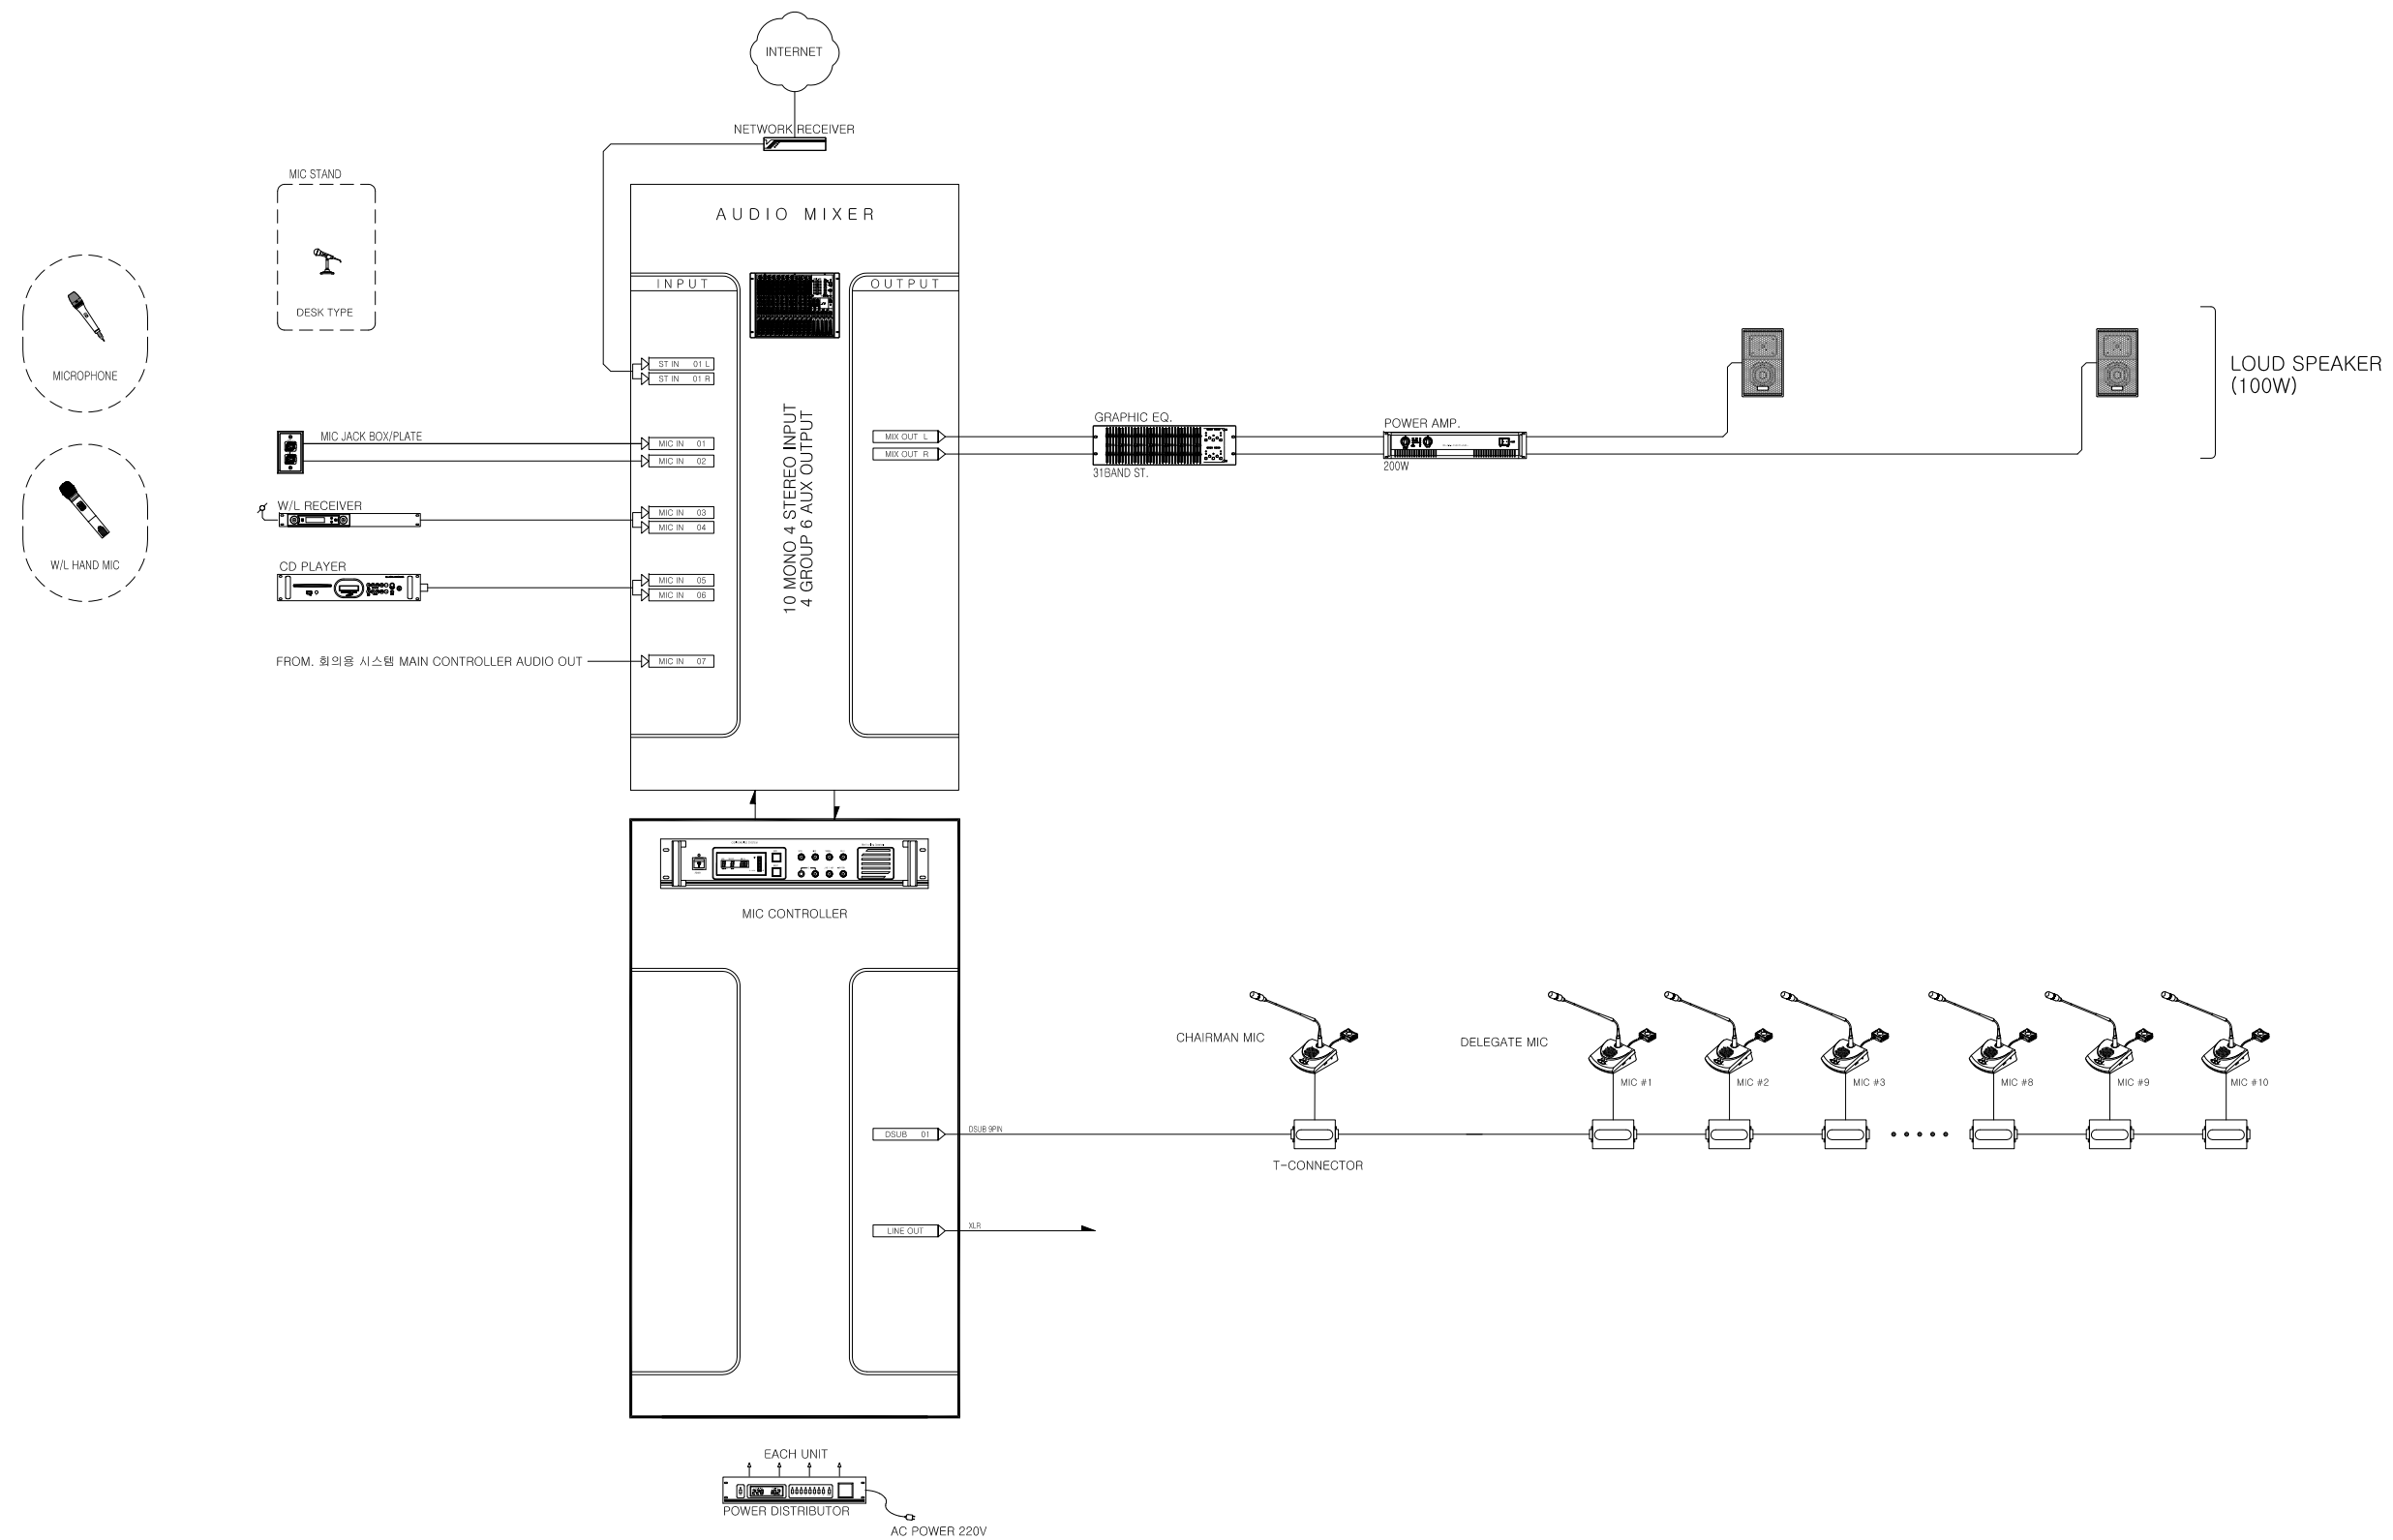 INTERNET
NETWORK RECEIVER
MIC STAND
DESK TYPE
MICROPHONE
W/L HAND MIC
AUDIO MIXER
INPUT
OUTPUT
ST IN 01 L
ST IN 01 R
MIC JACK BOX/PLATE
MIC IN 01
MIC IN 02
W/L RECEIVER
MIC IN 03
MIC IN 04
CD PLAYER
MIC IN 05
MIC IN 06
FROM. 회의용 시스템 MAIN CONTROLLER AUDIO OUT
MIC IN 07
10 MONO 4 STEREO INPUT
4 GROUP 6 AUX OUTPUT
MIX OUT L
MIX OUT R
GRAPHIC EQ.
31BAND ST.
POWER AMP.
200W
LOUD SPEAKER
(100W)
MIC CONTROLLER
CHAIRMAN MIC
DELEGATE MIC
MIC #1
MIC #2
MIC #3
MIC #8
MIC #9
MIC #10
DSUB 01
DSUB 9PIN
T-CONNECTOR
LINE OUT
XLR
EACH UNIT
POWER DISTRIBUTOR
AC POWER 220V